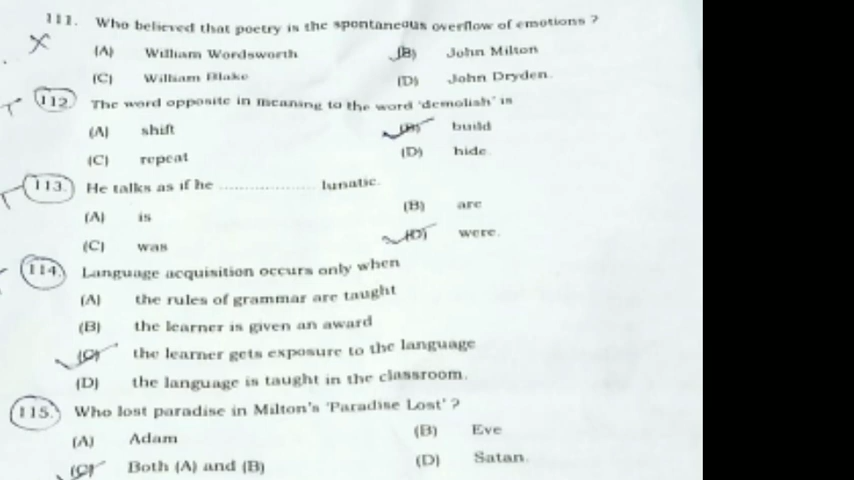 111. Who believed that poetry is the spontaneous overflow of emotions ?
(A) William Wordsworth (B) John Milton
(C) William Blake (D) John Dryden.
112. The word opposite in meaning to the word 'demolish' is
(A) shift (B) build
(C) repeat (D) hide.
113. He talks as if he ................ lunatic.
(A) is (B) are
(C) was (D) were.
114. Language acquisition occurs only when
(A) the rules of grammar are taught
(B) the learner is given an award
(C) the learner gets exposure to the language
(D) the language is taught in the classroom.
115. Who lost paradise in Milton's 'Paradise Lost' ?
(A) Adam (B) Eve
(C) Both (A) and (B) (D) Satan.